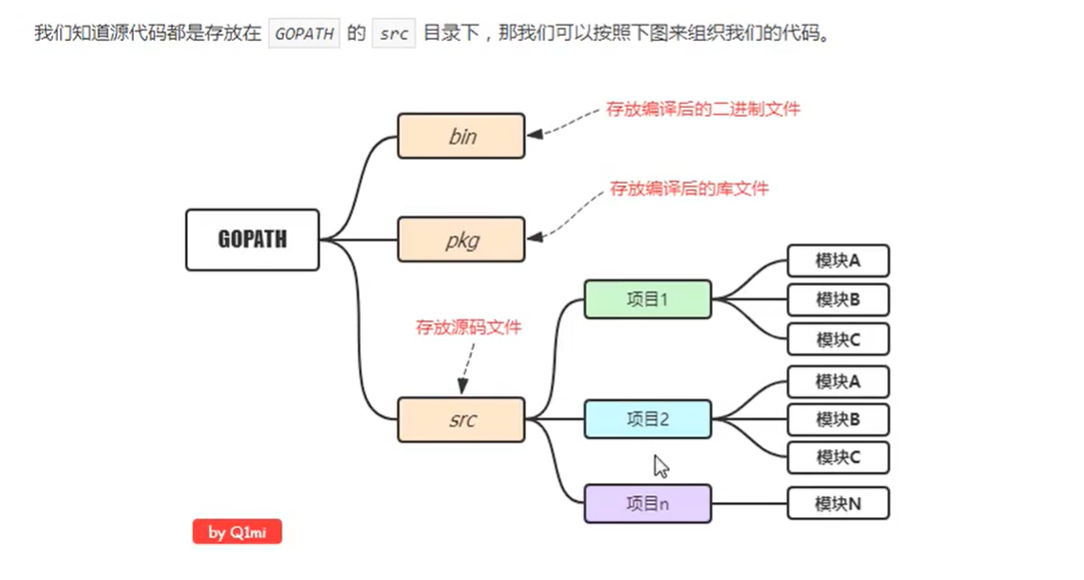 我们知道源代码都是存放在 GOPATH 的 src 目录下，那我们可以按照下图来组织我们的代码。
存放编译后的二进制文件
bin
存放编译后的库文件
GOPATH
pkg
模块A
项目1
模块B
存放源码文件
模块C
模块A
src
项目2
模块B
模块C
项目n
模块N
by Q1mi